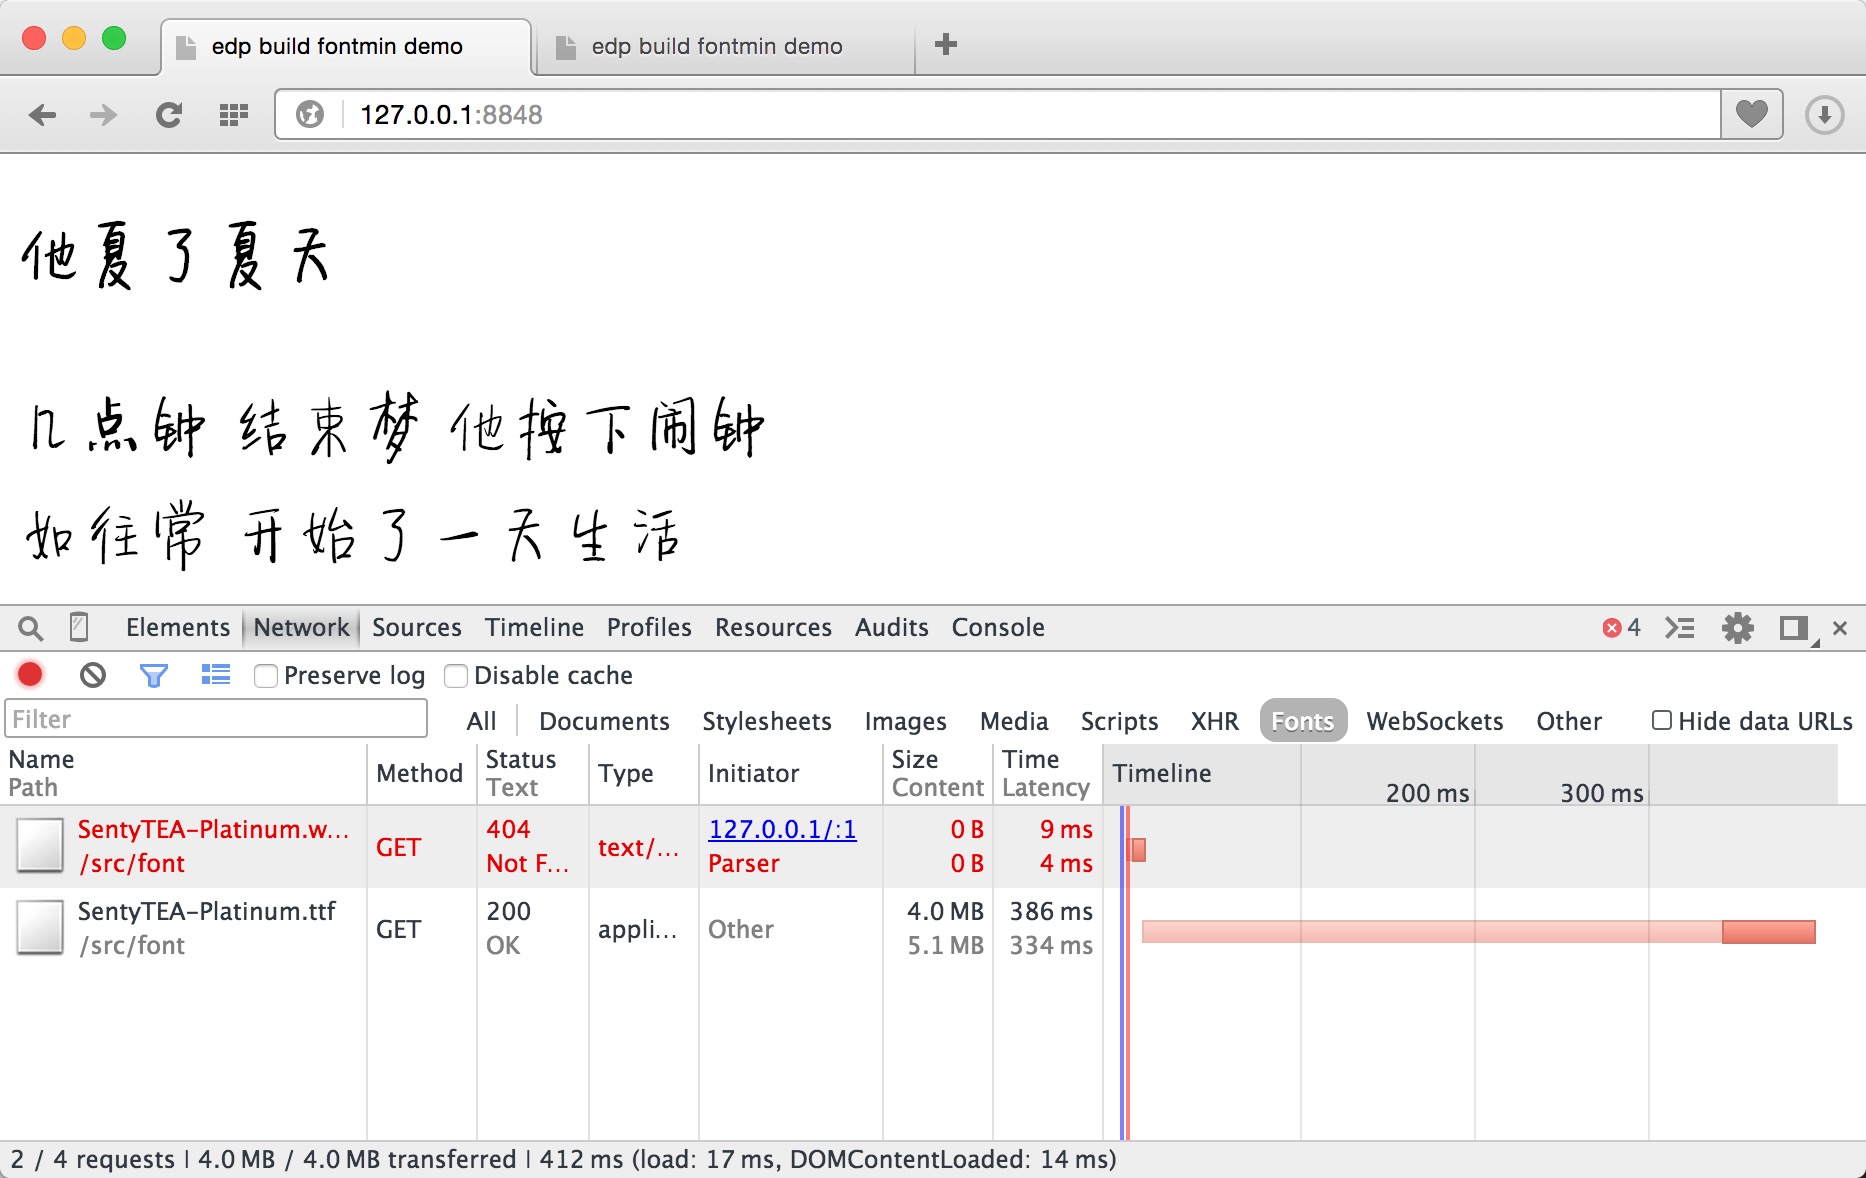 edp build fontmin demo
edp build fontmin demo
127.0.0.1:8848
他夏了夏天
几点钟 结束梦 他按下闹钟
如往常 开始了一天生活
Elements Network Sources Timeline Profiles Resources Audits Console 4
Preserve log Disable cache
Filter All Documents Stylesheets Images Media Scripts XHR Fonts WebSockets Other Hide data URLs
Name Path Method Status Text Type Initiator Size Content Time Latency Timeline 200 ms 300 ms
SentyTEA-Platinum.w... GET 404 text/... 127.0.0.1/:1 0 B 9 ms
/src/font Not F... Parser 0 B 4 ms
SentyTEA-Platinum.ttf GET 200 appli... Other 4.0 MB 386 ms
/src/font OK 5.1 MB 334 ms
2 / 4 requests | 4.0 MB / 4.0 MB transferred | 412 ms (load: 17 ms, DOMContentLoaded: 14 ms)